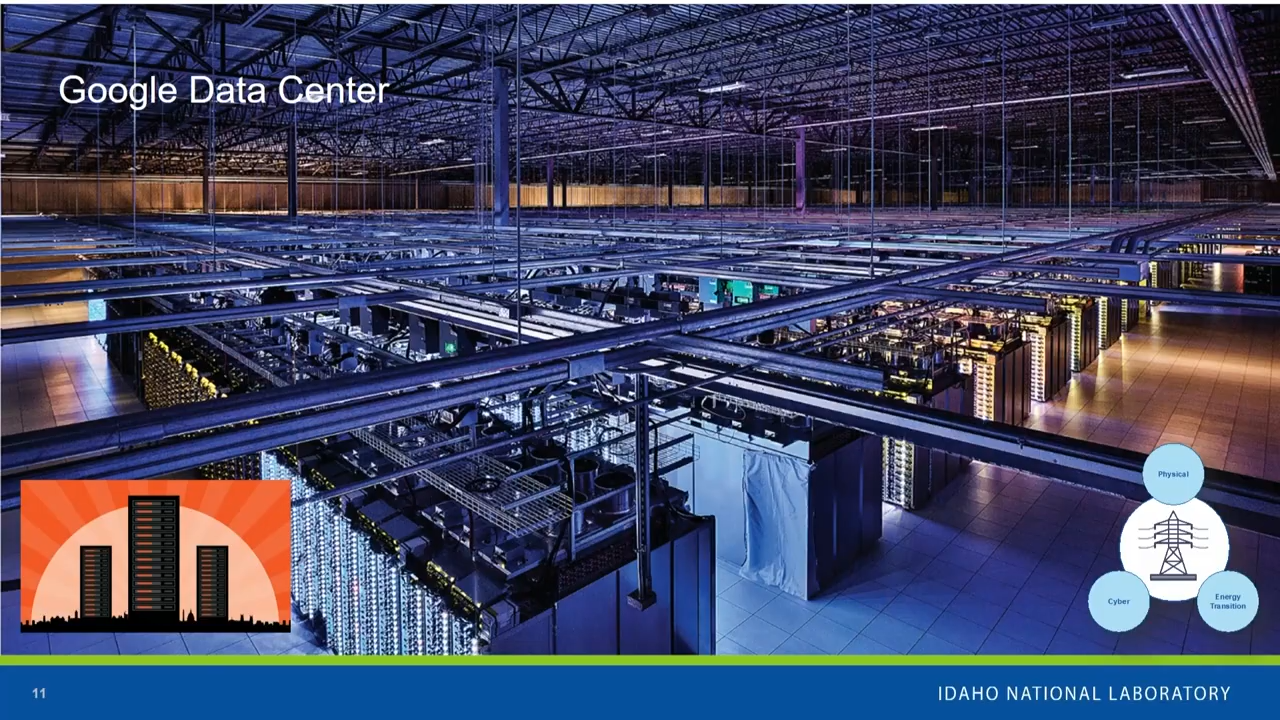 Google Data Center
Physical
Cyber
Energy
Transition
11
IDAHO NATIONAL LABORATORY